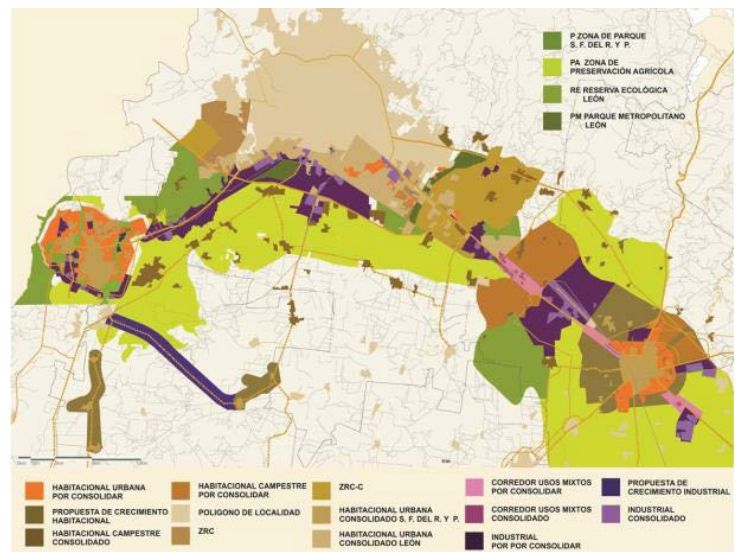 P ZONA DE PARQUE
S. F. DEL R. Y P.
PA ZONA DE
PRESERVACIÓN AGRÍCOLA
RE RESERVA ECOLÓGICA
LEÓN
PM PARQUE METROPOLITANO
LEÓN
HABITACIONAL URBANA
POR CONSOLIDAR
PROPUESTA DE CRECIMIENTO
HABITACIONAL
HABITACIONAL CAMPESTRE
CONSOLIDADO
HABITACIONAL CAMPESTRE
POR CONSOLIDAR
POLIGONO DE LOCALIDAD
ZRC
ZRC-C
HABITACIONAL URBANA
CONSOLIDADO S. F. DEL R. Y P.
HABITACIONAL URBANA
CONSOLIDADO LEÓN
CORREDOR USOS MIXTOS
POR CONSOLIDAR
CORREDOR USOS MIXTOS
CONSOLIDADO
INDUSTRIAL
POR POR CONSOLIDAR
PROPUESTA DE
CRECIMIENTO INDUSTRIAL
INDUSTRIAL
CONSOLIDADO